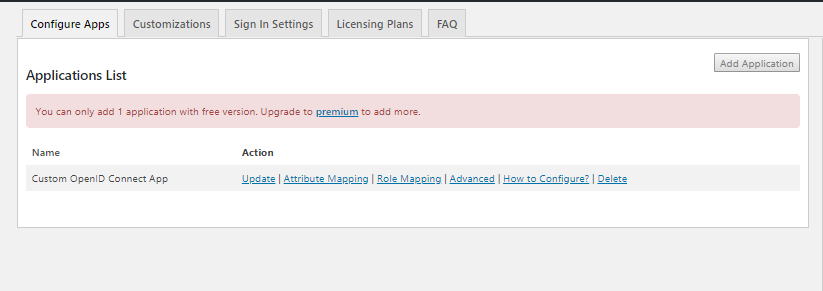 Configure Apps Customizations Sign In Settings Licensing Plans FAQ
Add Application
Applications List
You can only add 1 application with free version. Upgrade to premium to add more.
Name Action
Custom OpenID Connect App Update | Attribute Mapping | Role Mapping | Advanced | How to Configure? | Delete